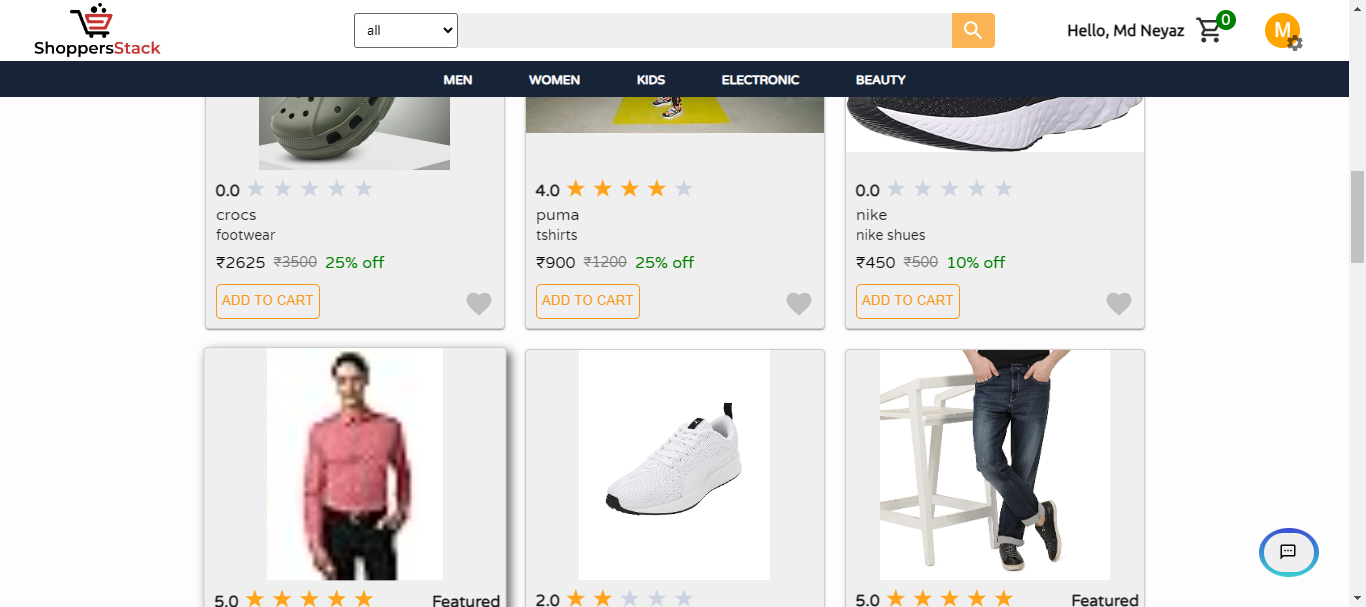 all
Hello, Md Neyaz
0
M
ShoppersStack
MEN WOMEN KIDS ELECTRONIC BEAUTY
0.0
crocs
footwear
₹2625 ₹3500 25% off
ADD TO CART
4.0
puma
tshirts
₹900 ₹1200 25% off
ADD TO CART
0.0
nike
nike shues
₹450 ₹500 10% off
ADD TO CART
5.0 Featured
2.0
5.0 Featured